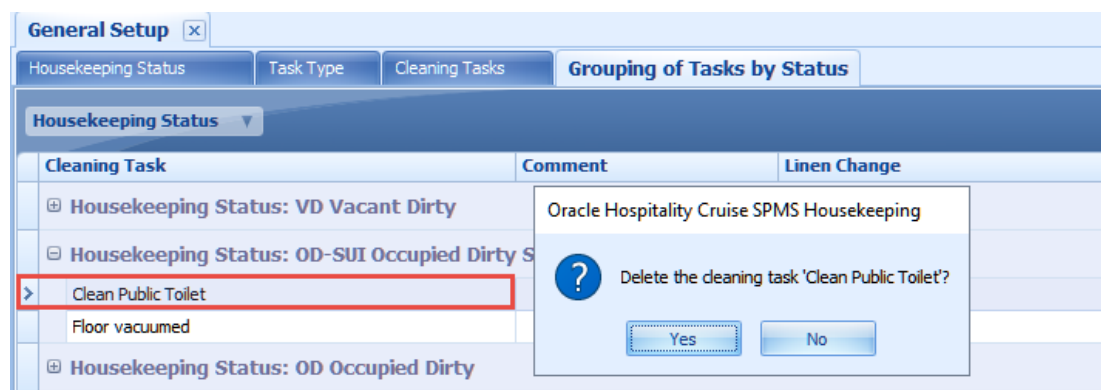 General Setup
Housekeeping Status Task Type Cleaning Tasks Grouping of Tasks by Status
Housekeeping Status
Cleaning Task Comment Linen Change
Housekeeping Status: VD Vacant Dirty
Housekeeping Status: OD-SUI Occupied Dirty S
Clean Public Toilet
Floor vacuumed
Housekeeping Status: OD Occupied Dirty
Oracle Hospitality Cruise SPMS Housekeeping
Delete the cleaning task 'Clean Public Toilet'?
Yes No